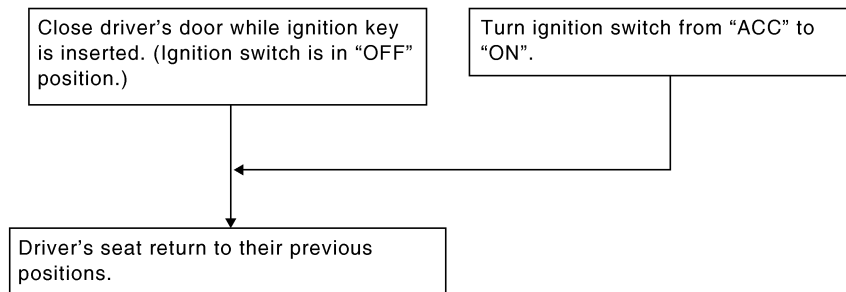 Close driver’s door while ignition key
is inserted. (Ignition switch is in “OFF”
position.)
Turn ignition switch from “ACC” to
“ON”.
Driver’s seat return to their previous
positions.